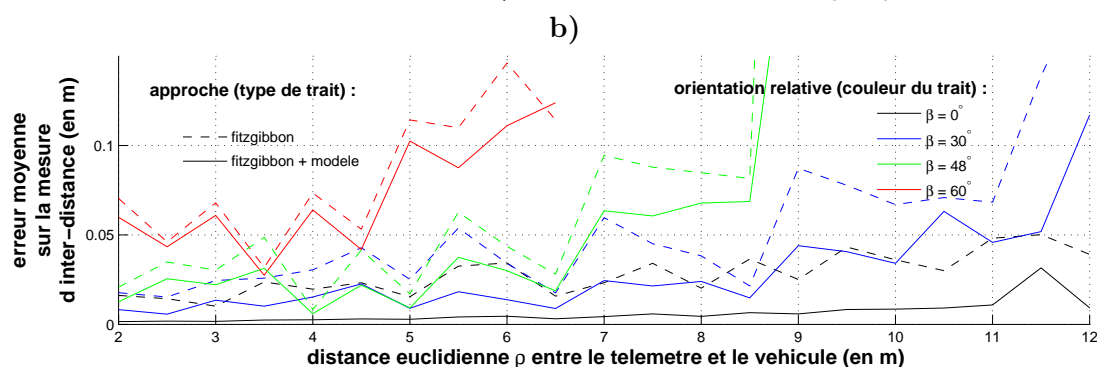 b)
approche (type de trait) :
fitzgibbon
fitzgibbon + modele
orientation relative (couleur du trait) :
β = 0°
β = 30°
β = 48°
β = 60°
erreur moyenne
sur la mesure
d inter-distance (en m)
0.1
0.05
0
2 3 4 5 6 7 8 9 10 11 12
distance euclidienne ρ entre le telemetre et le vehicule (en m)